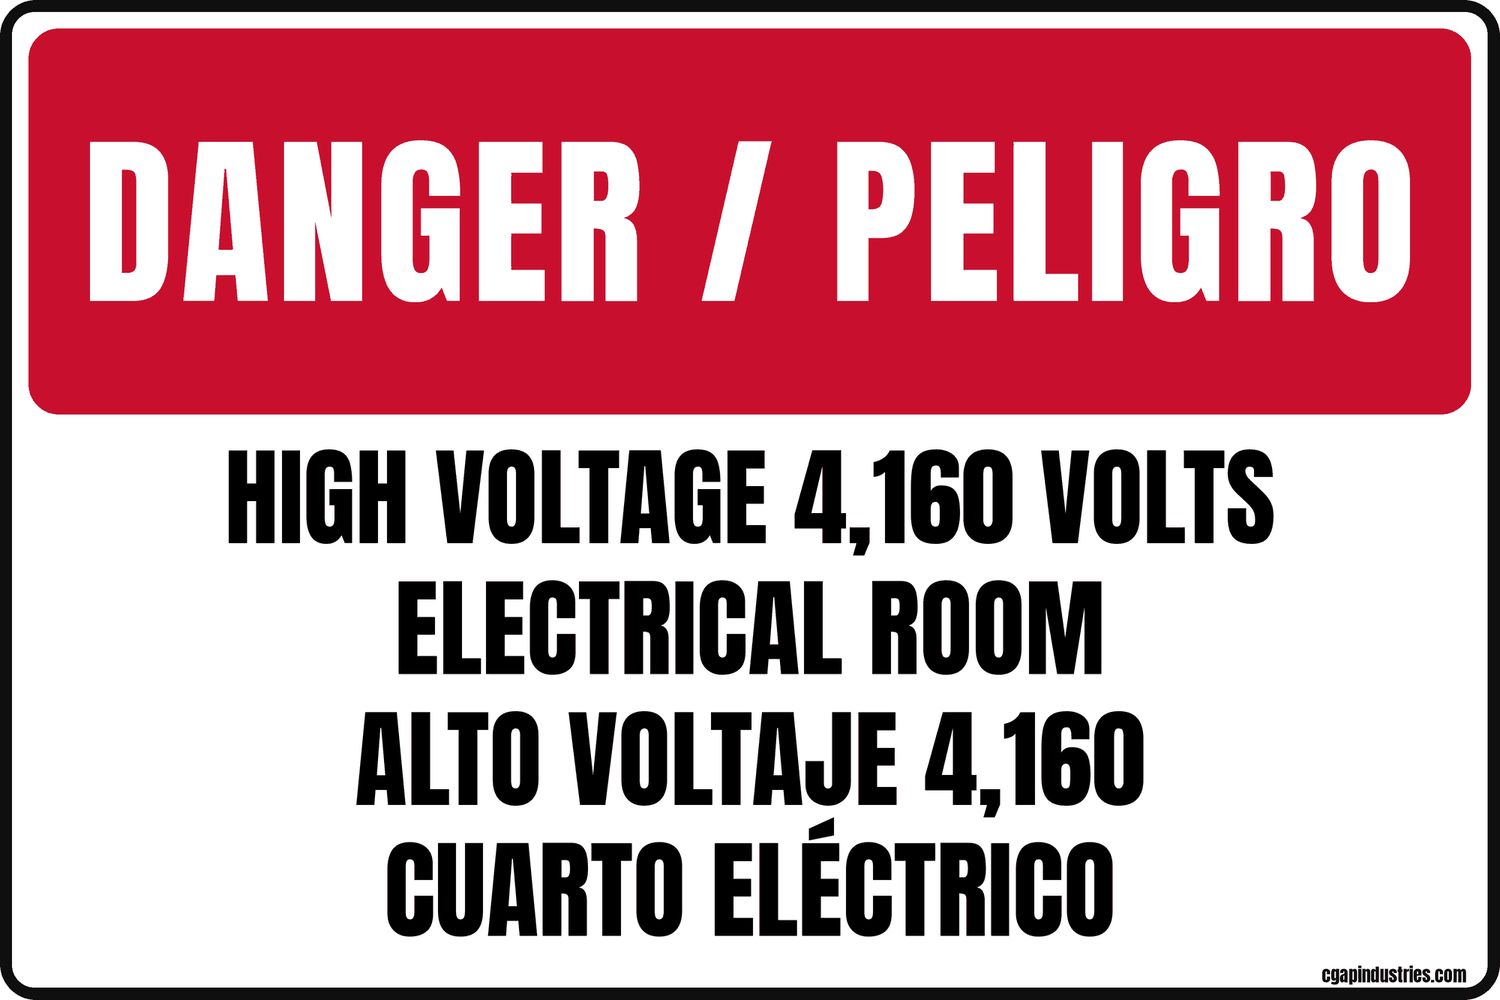 DANGER / PELIGRO
HIGH VOLTAGE 4,160 VOLTS
ELECTRICAL ROOM
ALTO VOLTAJE 4,160
CUARTO ELÉCTRICO
cgapindustries.com